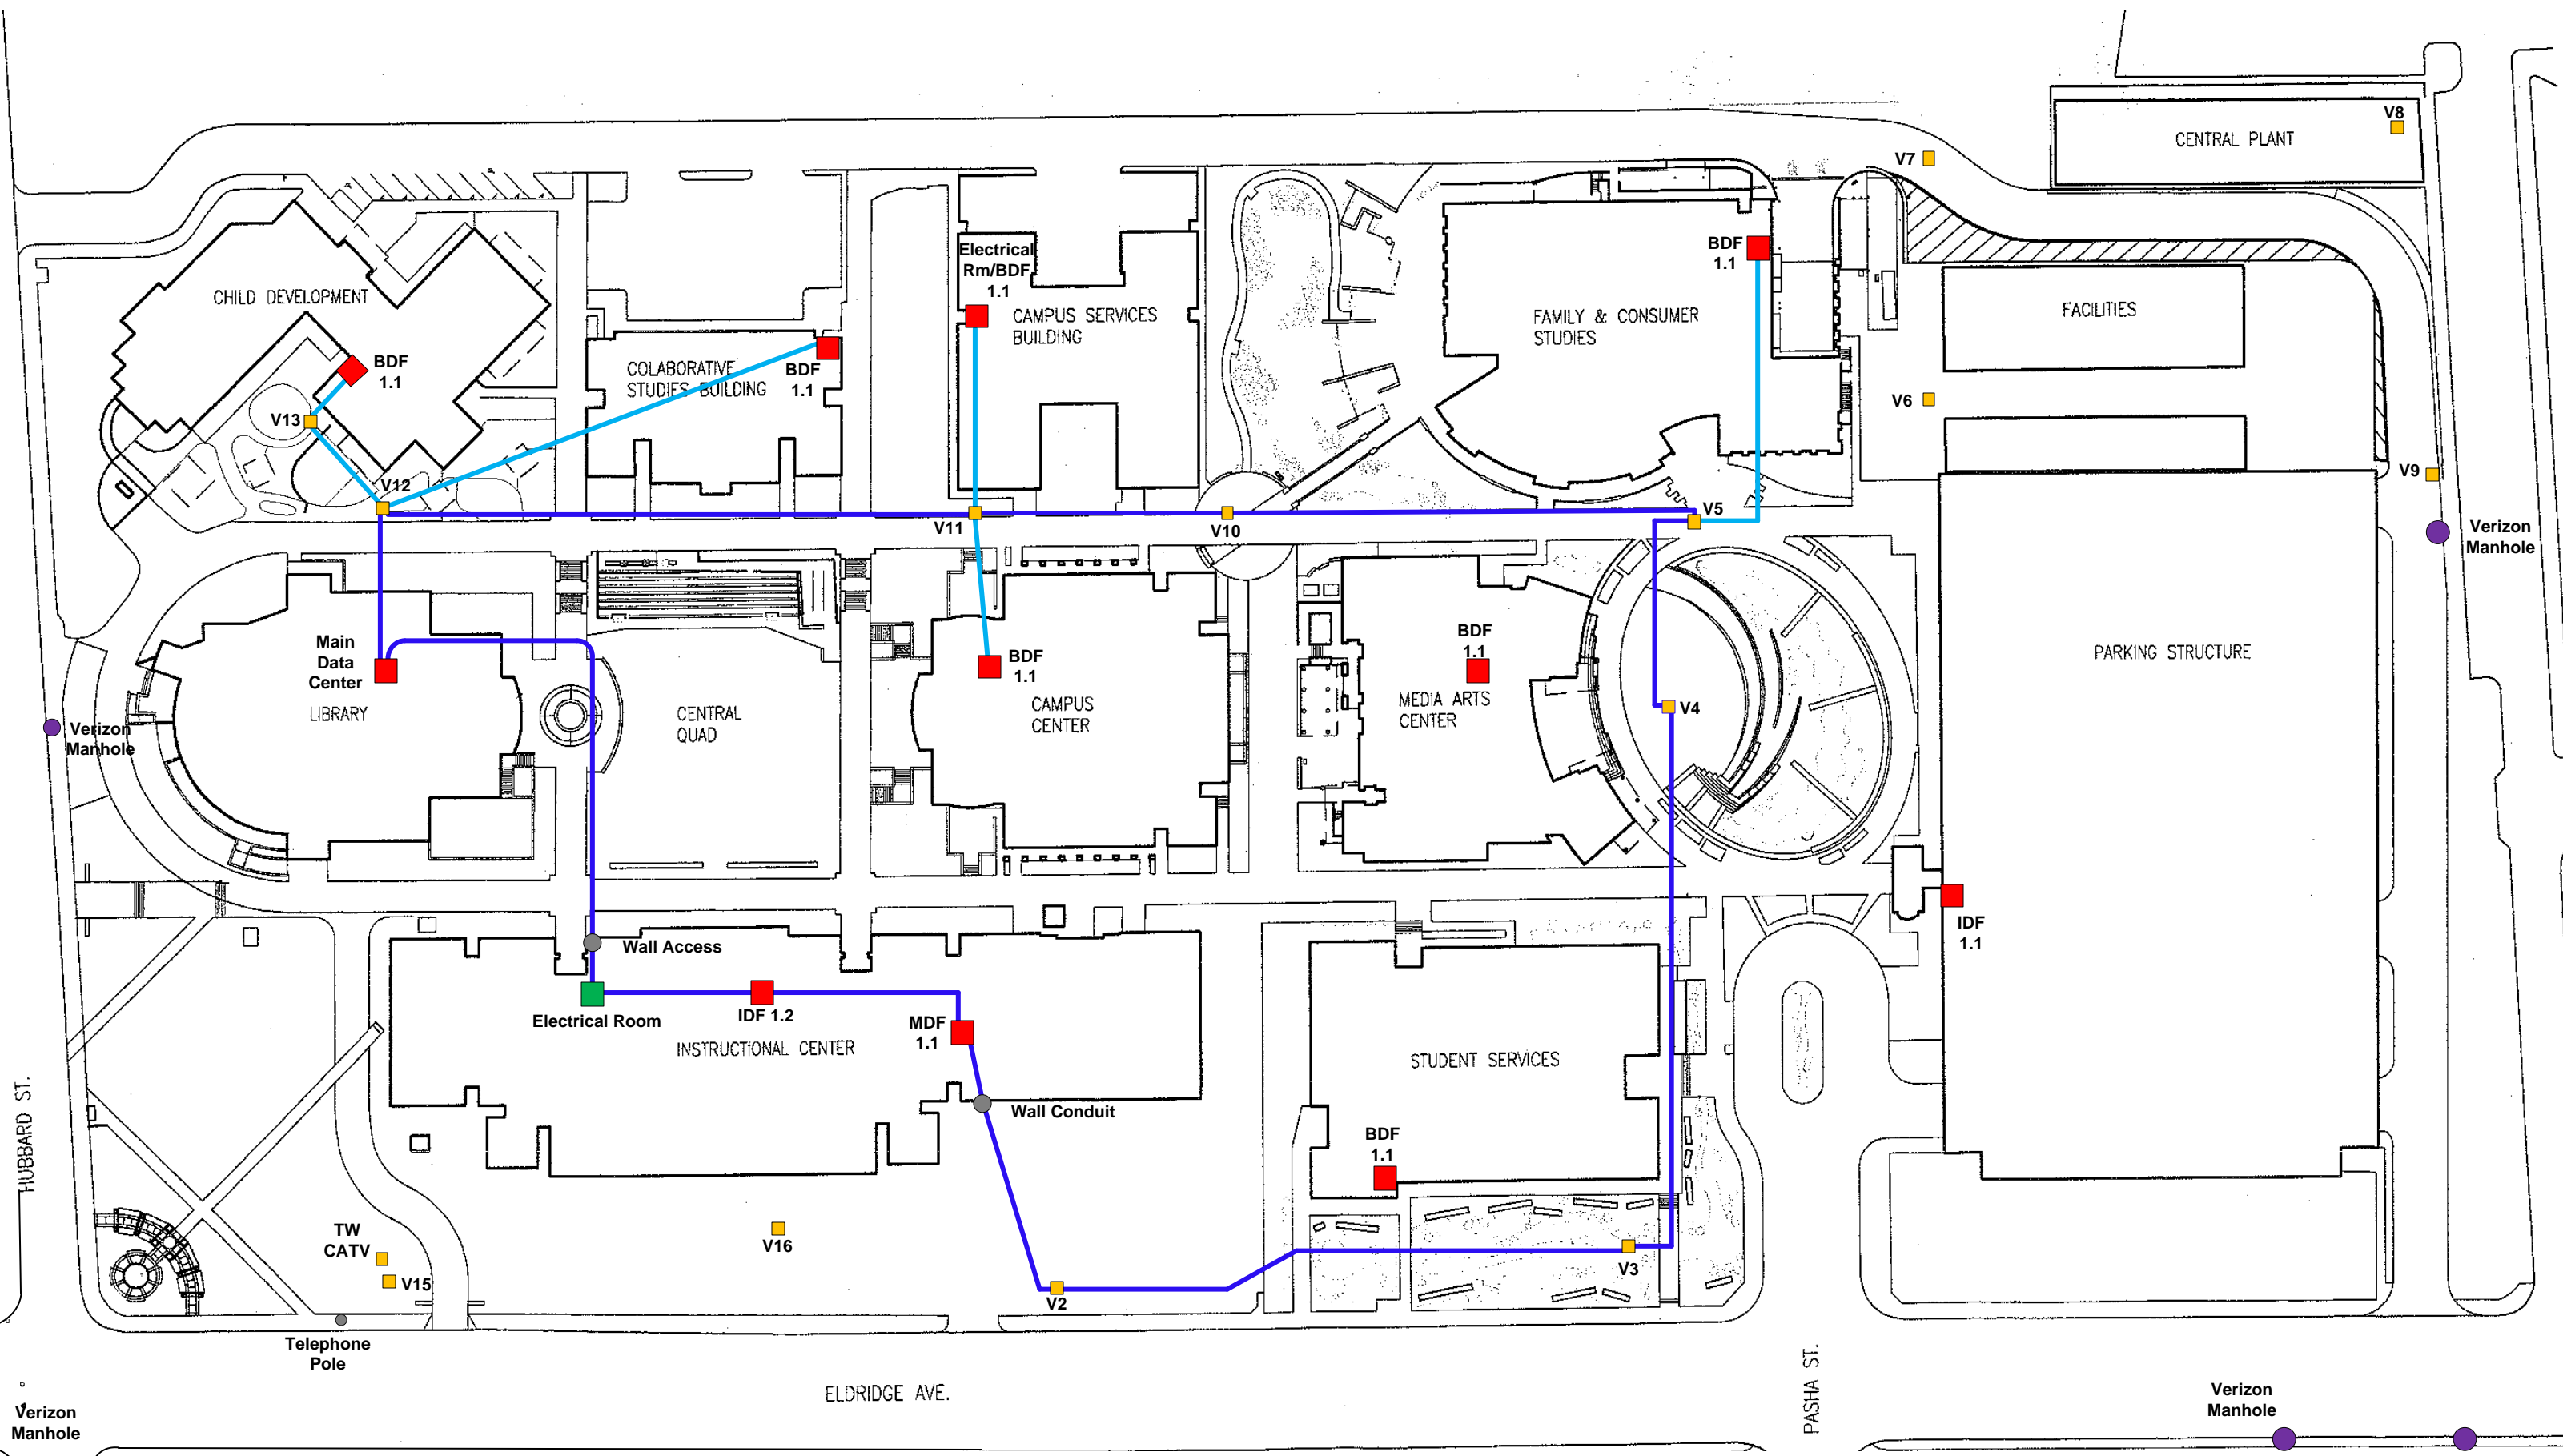 V8
CENTRAL PLANT
V7
Electrical
Rm/BDF
1.1
BDF
1.1
CHILD DEVELOPMENT
CAMPUS SERVICES
BUILDING
FAMILY & CONSUMER
STUDIES
FACILITIES
BDF
1.1
COLABORATIVE
STUDIES BUILDING
BDF
1.1
V6
V13
V12
V9
V11
V10
V5
Verizon
Manhole
Main
Data
Center
LIBRARY
CENTRAL
QUAD
BDF
1.1
CAMPUS
CENTER
BDF
1.1
MEDIA ARTS
CENTER
V4
PARKING STRUCTURE
Verizon
Manhole
IDF
1.1
Wall Access
Electrical Room
IDF 1.2
MDF
1.1
INSTRUCTIONAL CENTER
STUDENT SERVICES
Wall Conduit
BDF
1.1
HUBBARD ST.
TW
CATV
V15
V16
V2
V3
Telephone
Pole
ELDRIDGE AVE.
PASHA ST.
Verizon
Manhole
Verizon
Manhole